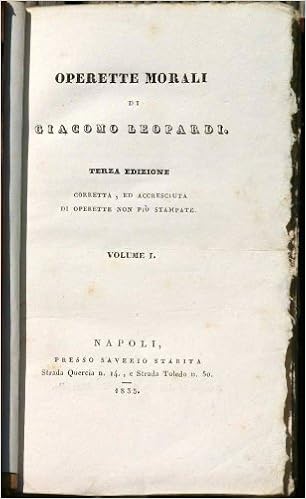 OPERETTE MORALI
DI
GIACOMO LEOPARDI.
TERZA EDIZIONE
CORRETTA, ED ACCRESCIUTA
DI OPERETTE NON PIÙ STAMPATE.
VOLUME I.
NAPOLI,
PRESSO SAVERIO STARITA
Strada Quercia n. 14., e Strada Toledo n. 50.
1835.